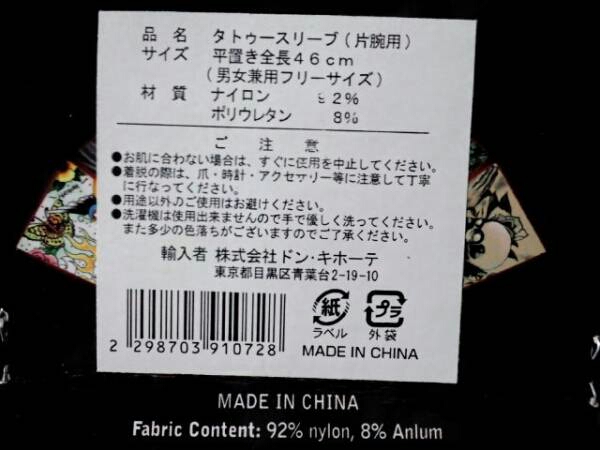 品名 タトゥースリーブ（片腕用）
サイズ 平置き全長46cm
（男女兼用フリーサイズ）
材質 ナイロン 92%
ポリウレタン 8%
ご注意
●お肌に合わない場合は、すぐに使用を中止してください。
●着脱の際は、爪・時計・アクセサリー等に注意して丁寧
に行なってください。
●用途以外のご使用はお避けください。
●洗濯機は使用出来ませんので手で優しく洗ってください。
また多少の色落ちがございますのでご了承ください。
輸入者 株式会社ドン・キホーテ
東京都目黒区青葉台2-19-10
紙 プラ
ラベル 外袋
2 298703 910728
MADE IN CHINA
MADE IN CHINA
Fabric Content: 92% nylon, 8% Anlum